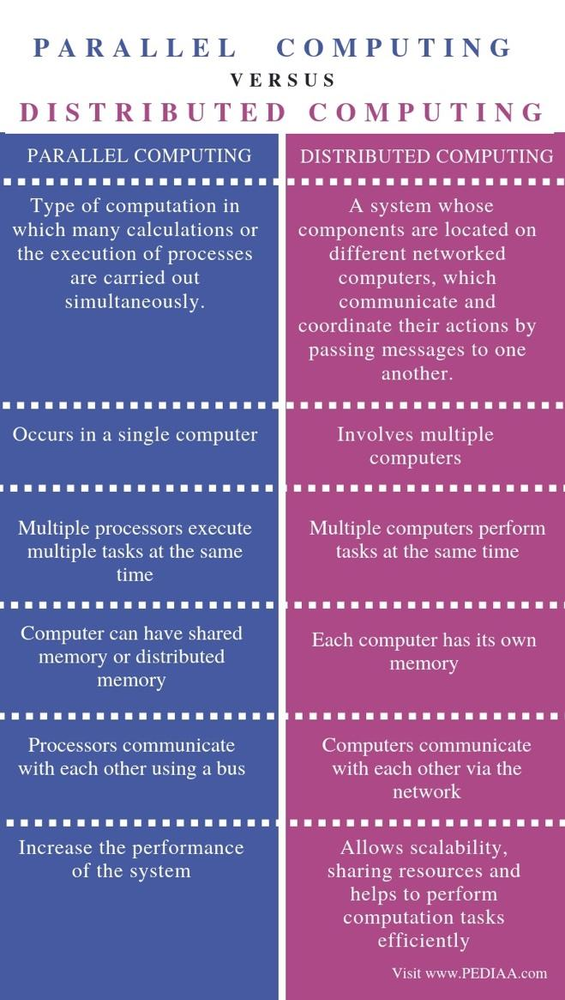 PARALLEL COMPUTING
VERSUS
DISTRIBUTED COMPUTING
PARALLEL COMPUTING
DISTRIBUTED COMPUTING
Type of computation in
which many calculations or
the execution of processes
are carried out
simultaneously.
A system whose
components are located on
different networked
computers, which
communicate and
coordinate their actions by
passing messages to one
another.
Occurs in a single computer
Involves multiple
computers
Multiple processors execute
multiple tasks at the same
time
Multiple computers perform
tasks at the same time
Computer can have shared
memory or distributed
memory
Each computer has its own
memory
Processors communicate
with each other using a bus
Computers communicate
with each other via the
network
Increase the performance
of the system
Allows scalability,
sharing resources and
helps to perform
computation tasks
efficiently
Visit www.PEDIAA.com